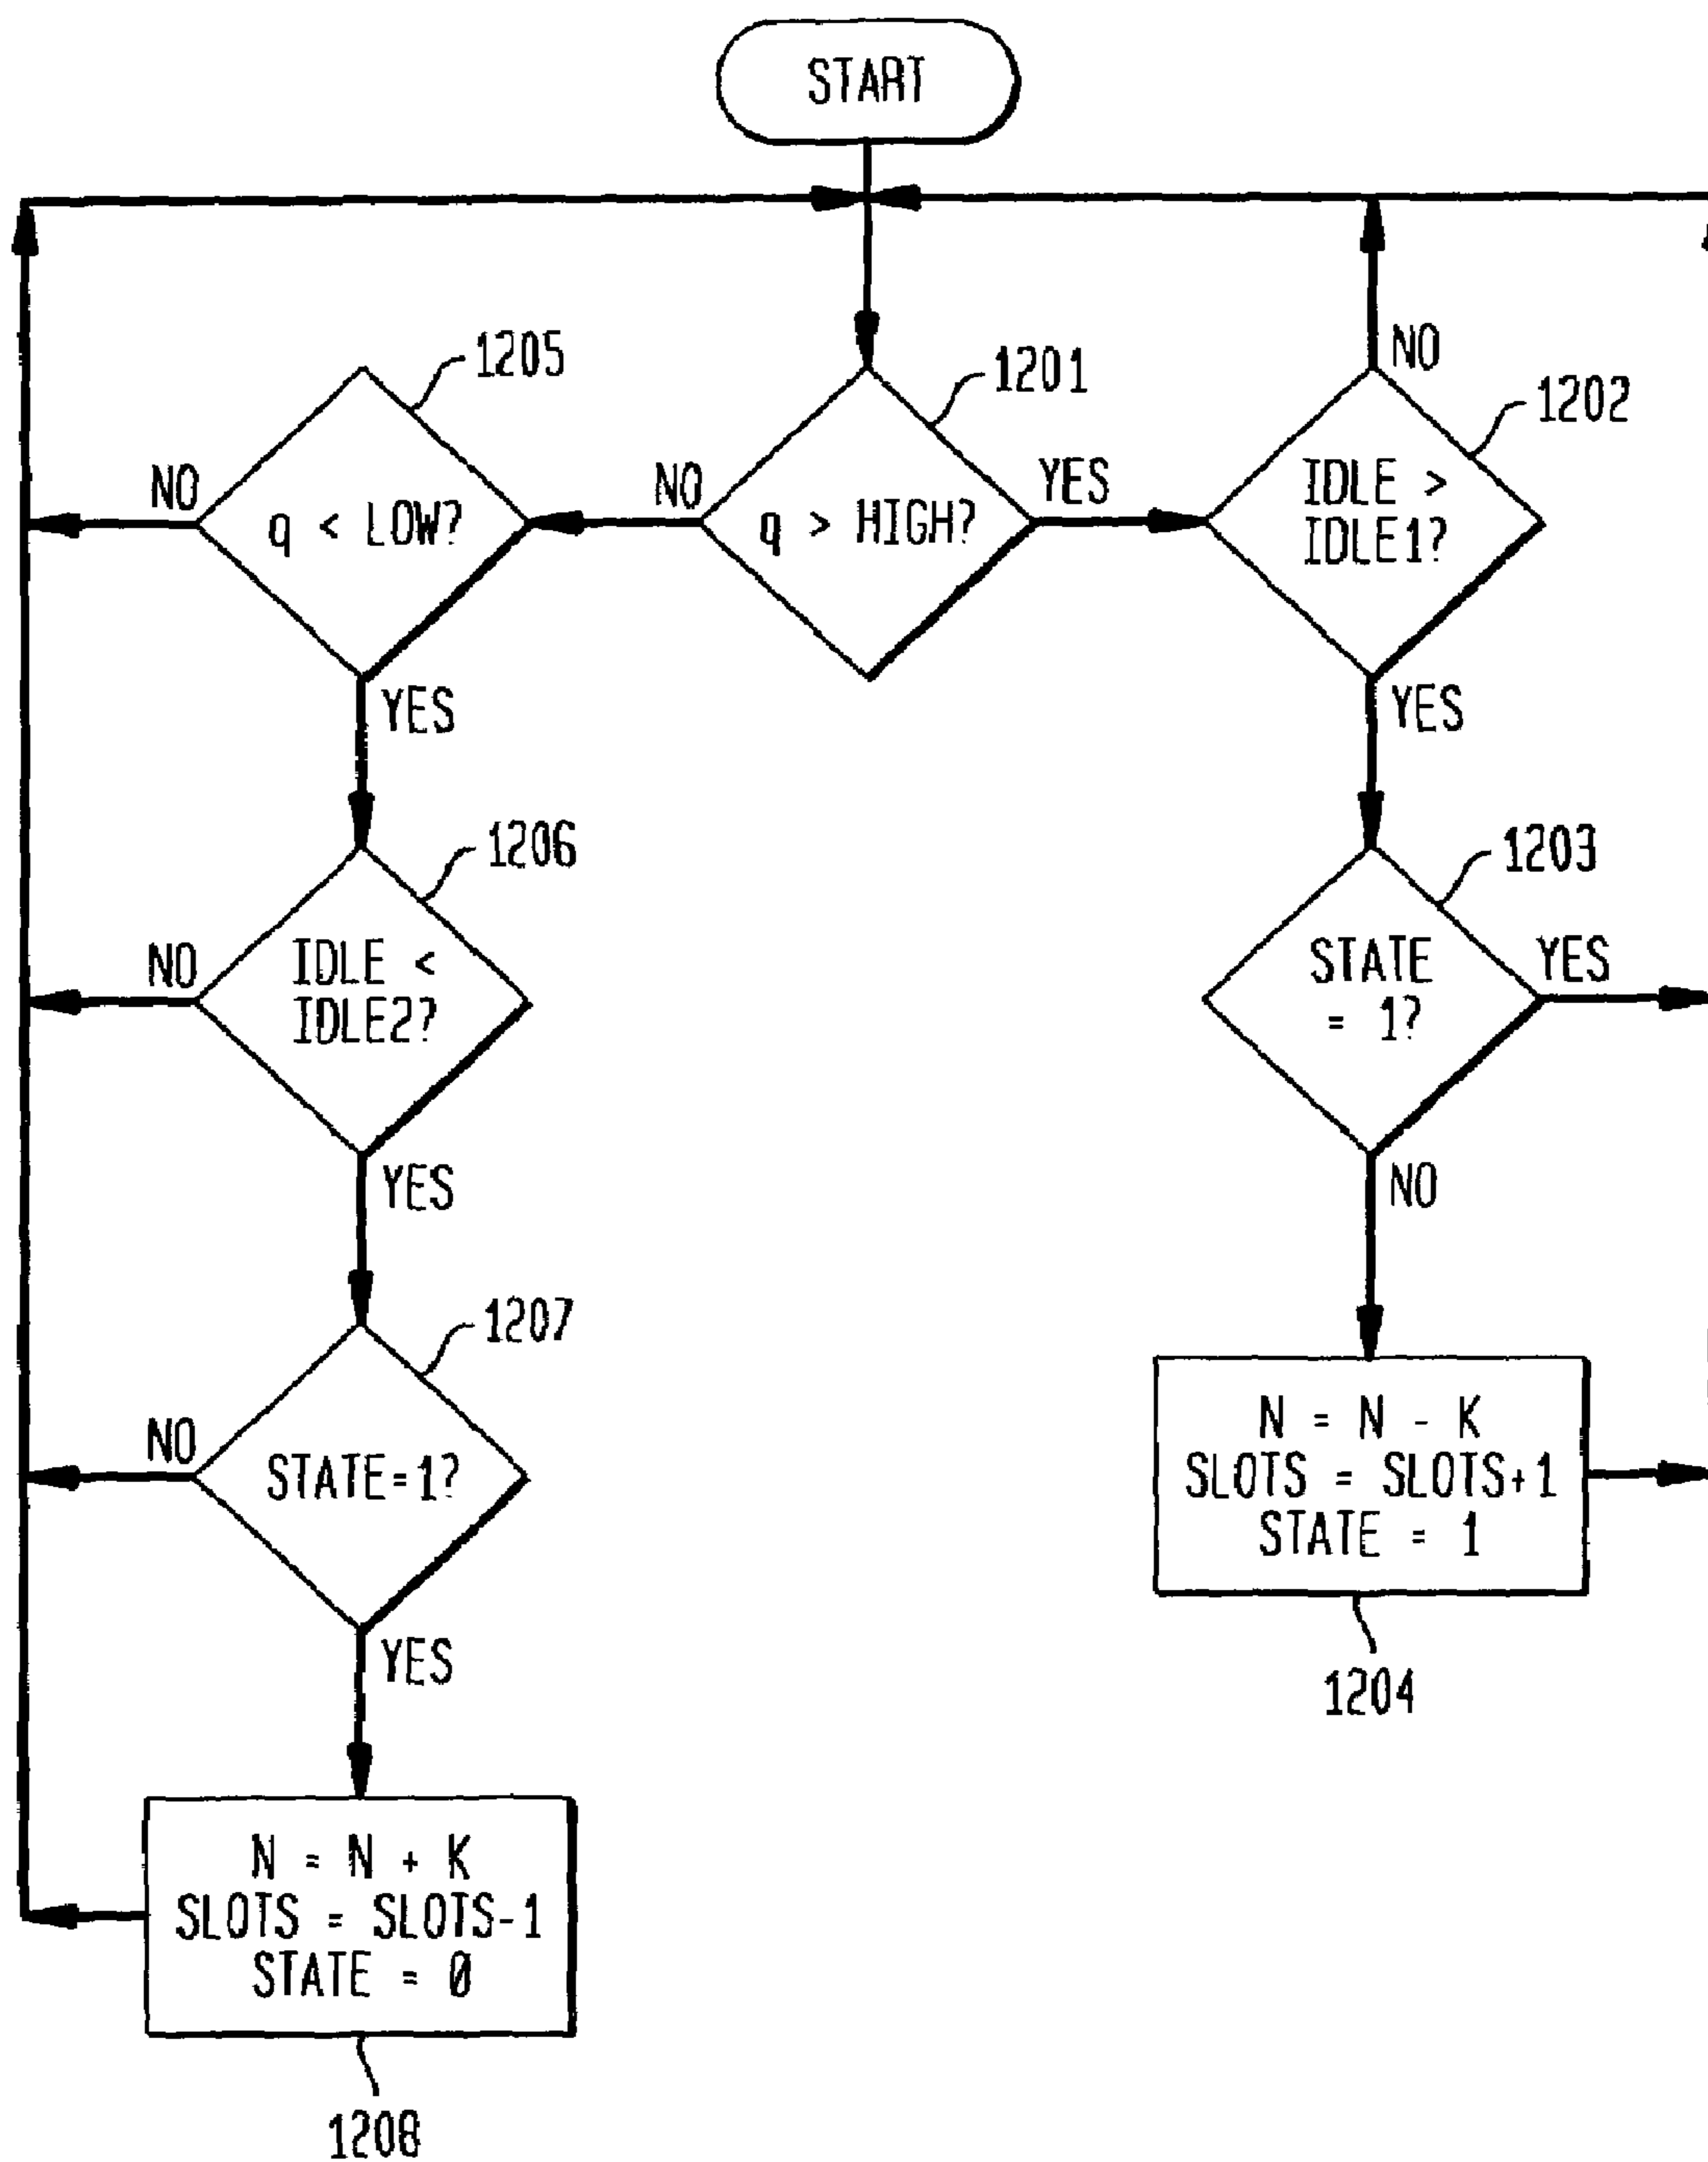 START
1205
1201
1202
NO
q < LOW?
NO
q > HIGH?
YES
NO
IDLE >
IDLE1?
YES
YES
1206
1203
NO
IDLE <
IDLE2?
STATE
= 1?
YES
YES
NO
1207
NO
STATE=1?
N = N - K
SLOTS = SLOTS+1
STATE = 1
YES
1204
N = N + K
SLOTS = SLOTS-1
STATE = 0
1208